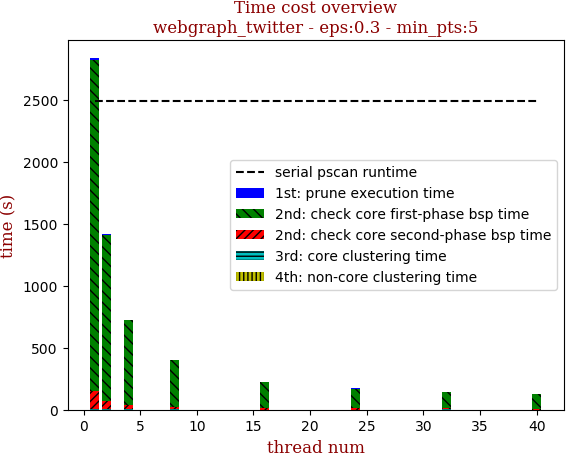 Time cost overview
webgraph_twitter - eps:0.3 - min_pts:5
time (s)
2500
2000
1500
1000
500
0
serial pscan runtime
1st: prune execution time
2nd: check core first-phase bsp time
2nd: check core second-phase bsp time
3rd: core clustering time
4th: non-core clustering time
0 5 10 15 20 25 30 35 40
thread num